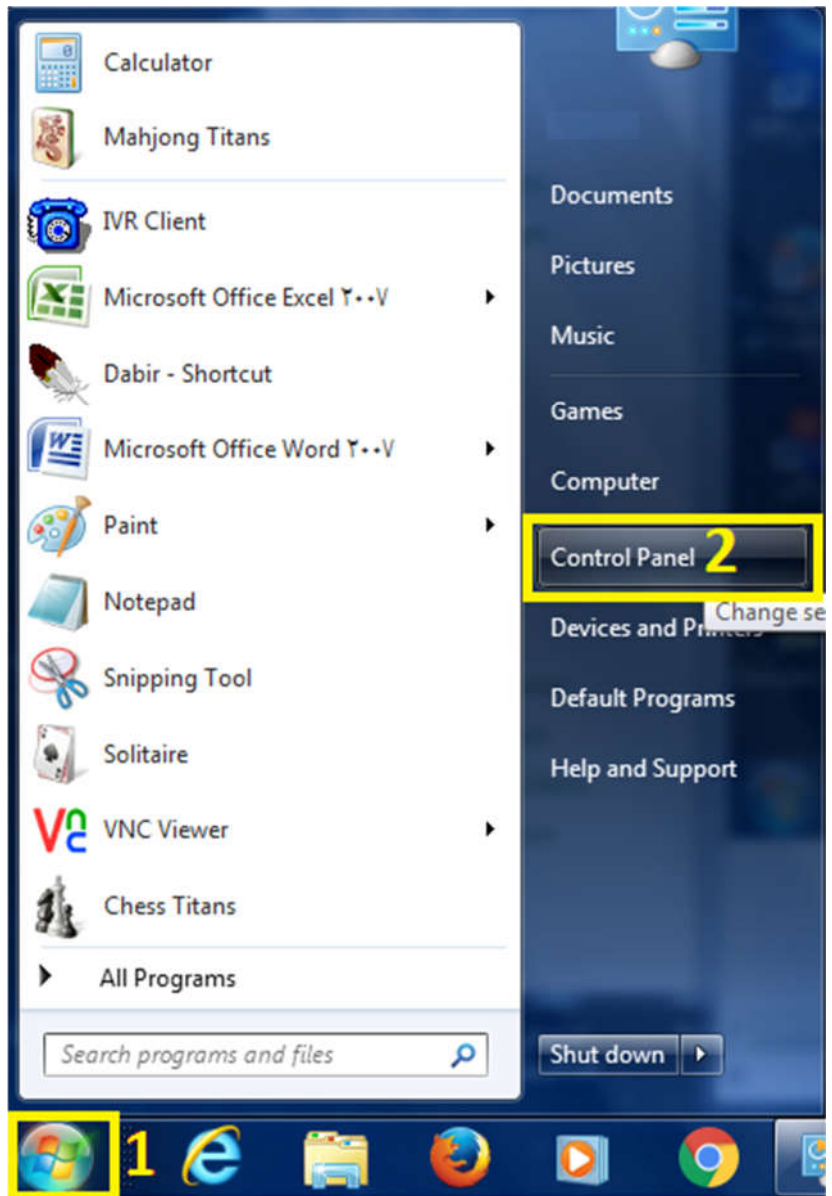 Calculator
Mahjong Titans
IVR Client
Microsoft Office Excel ۲۰۰۷
Dabir - Shortcut
Microsoft Office Word ۲۰۰۷
Paint
Notepad
Snipping Tool
Solitaire
VNC Viewer
Chess Titans
All Programs
Search programs and files
Documents
Pictures
Music
Games
Computer
Control Panel 2
Change se
Devices and Printers
Default Programs
Help and Support
Shut down
1